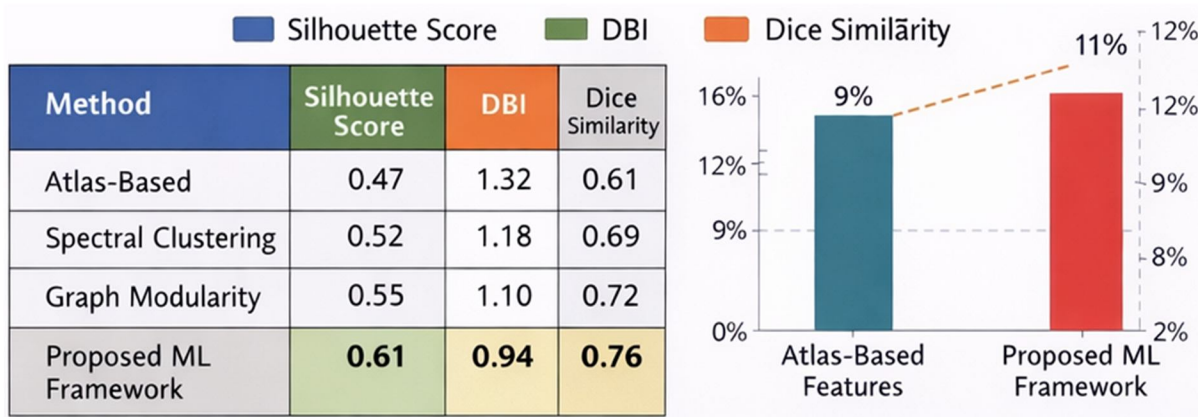 Silhouette Score DBI Dice Similārity
Method Silhouette Score DBI Dice Similarity
Atlas-Based 0.47 1.32 0.61
Spectral Clustering 0.52 1.18 0.69
Graph Modularity 0.55 1.10 0.72
Proposed ML Framework 0.61 0.94 0.76
16%
12%
9%
0%
9%
11%
12%
12%
9%
8%
2%
Atlas-Based
Features
Proposed ML
Framework